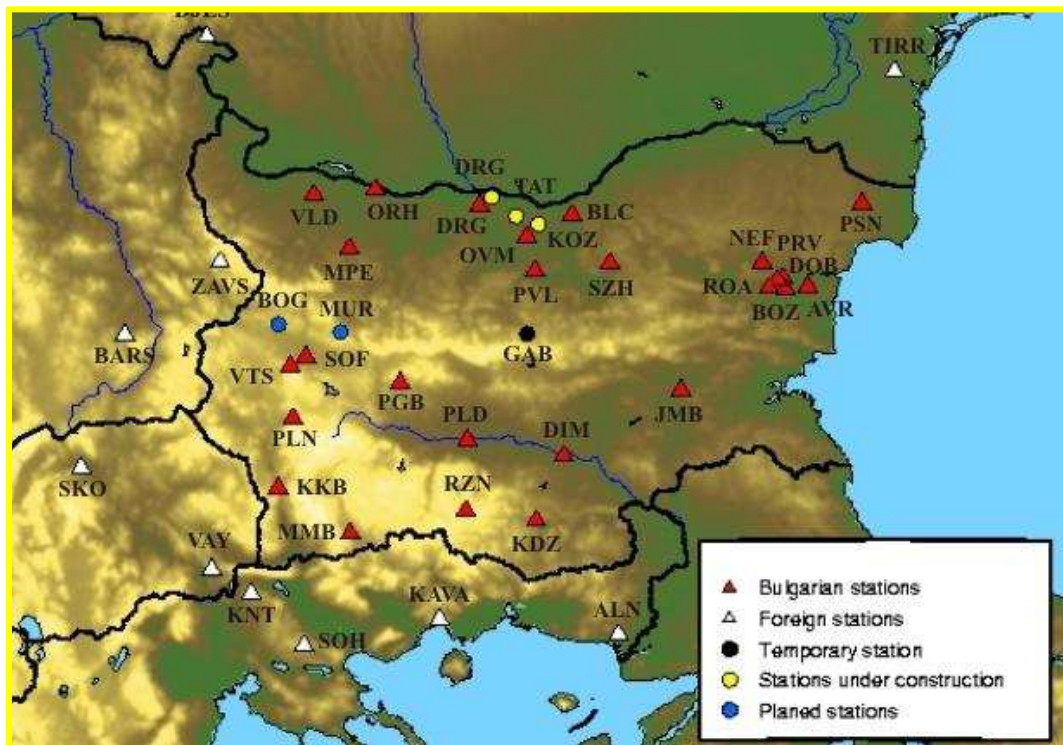 DJES
TIRR
DRG
TAT
VLD
ORH
DRG
BLC
KOZ
OVM
PSN
MPE
NEF
PRV
DOB
ZAVS
PVL
SZH
ROA
BOZ
AVR
BOG
MUR
BARS
SOF
GAB
VTS
PGB
JMB
PLN
PLD
DIM
SKO
KKB
RZN
MMB
KDZ
VAY
KNT
KAVA
ALN
SOH
Bulgarian stations
Foreign stations
Temporary station
Stations under construction
Planed stations